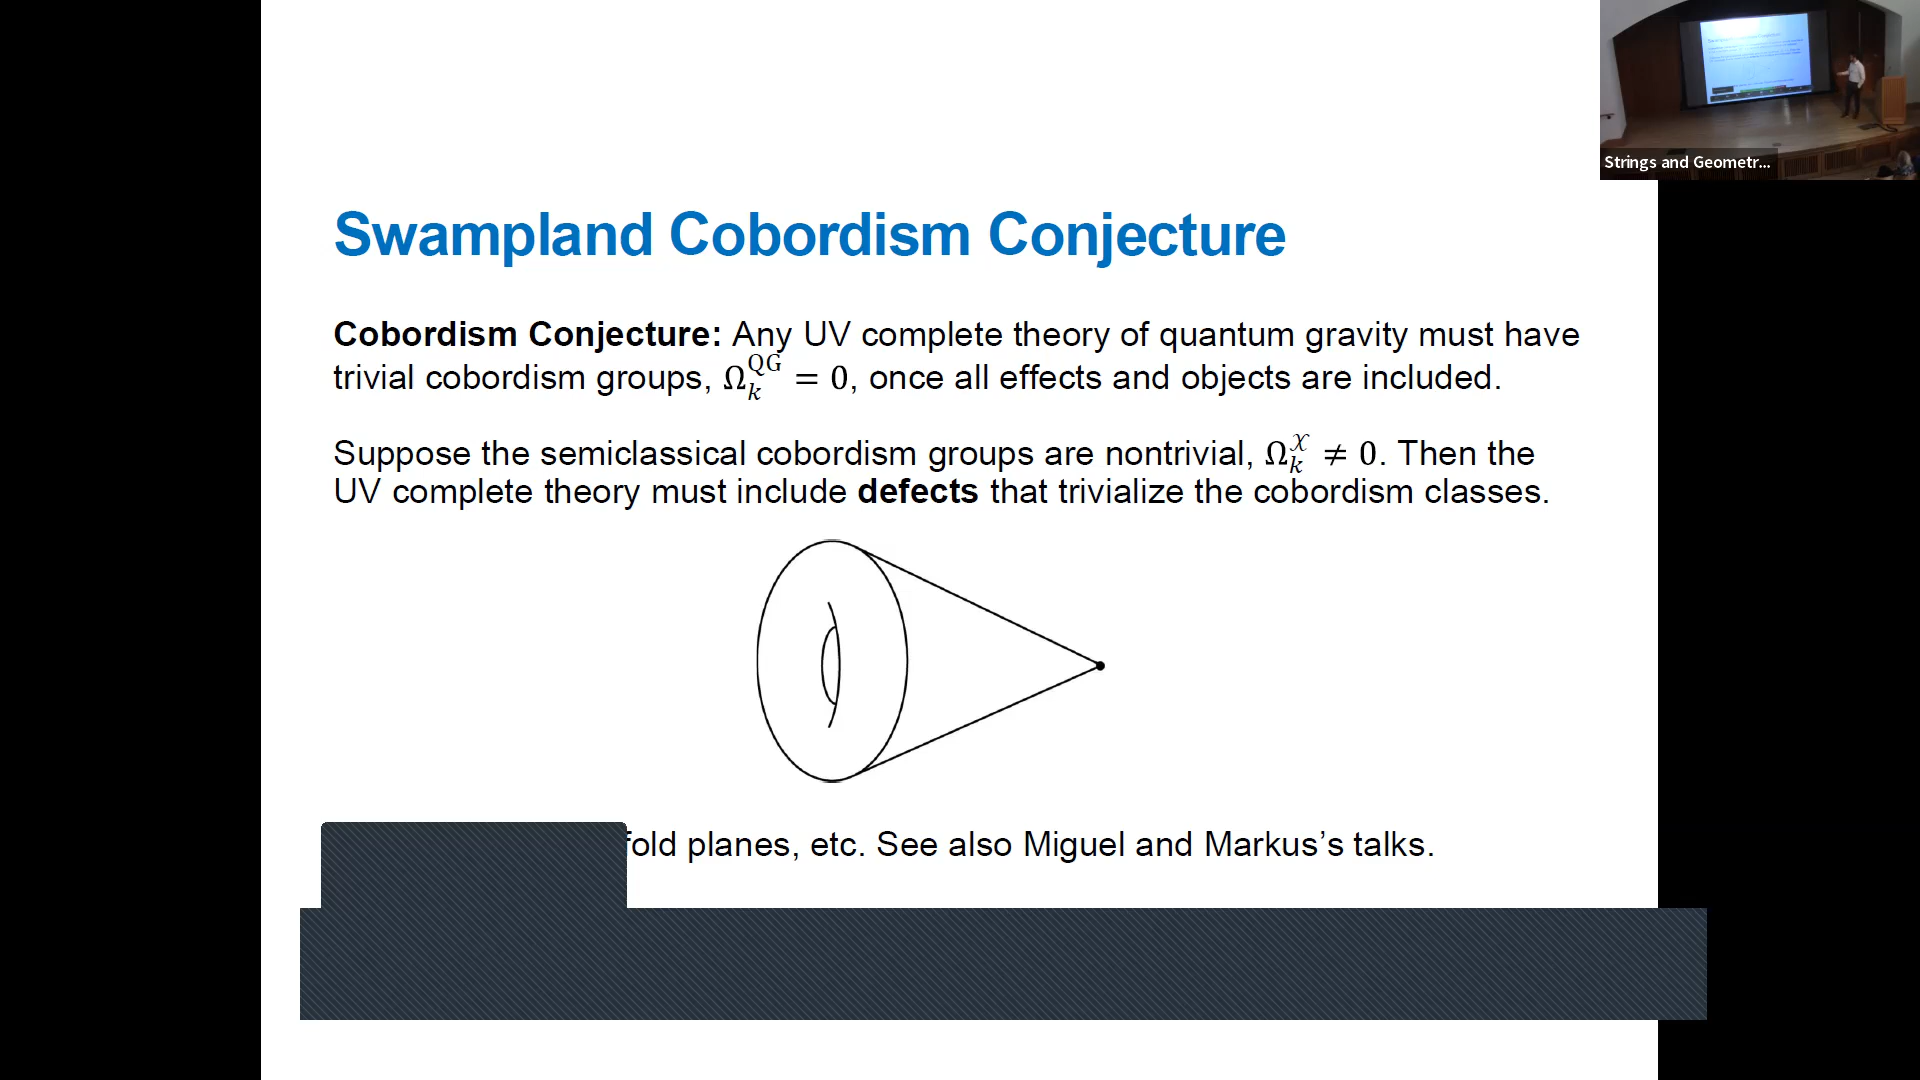 Strings and Geometr...
Swampland Cobordism Conjecture
Cobordism Conjecture: Any UV complete theory of quantum gravity must have
trivial cobordism groups, Ω_k^QG = 0, once all effects and objects are included.
Suppose the semiclassical cobordism groups are nontrivial, Ω_k^𝒳 ≠ 0. Then the
UV complete theory must include defects that trivialize the cobordism classes.
fold planes, etc. See also Miguel and Markus’s talks.